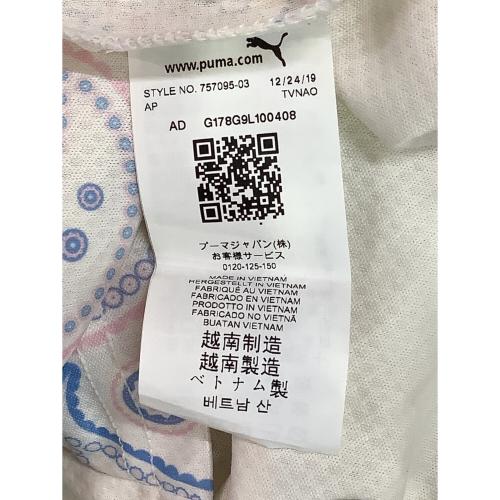 www.puma.com
STYLE NO. 757095-03 12/24/19
AP TVNAO
AD G178G9L100408
プーマジャパン(株)
お客様サービス
0120-125-150
MADE IN VIETNAM
HERGESTELLT IN VIETNAM
FABRIQUÉ AU VIETNAM
FABRICADO EN VIETNAM
PRODOTTO IN VIETNAM
FABRICADO NO VIETNÃ
BUATAN VIETNAM
越南制造
越南製造
ベトナム製
베트남 산